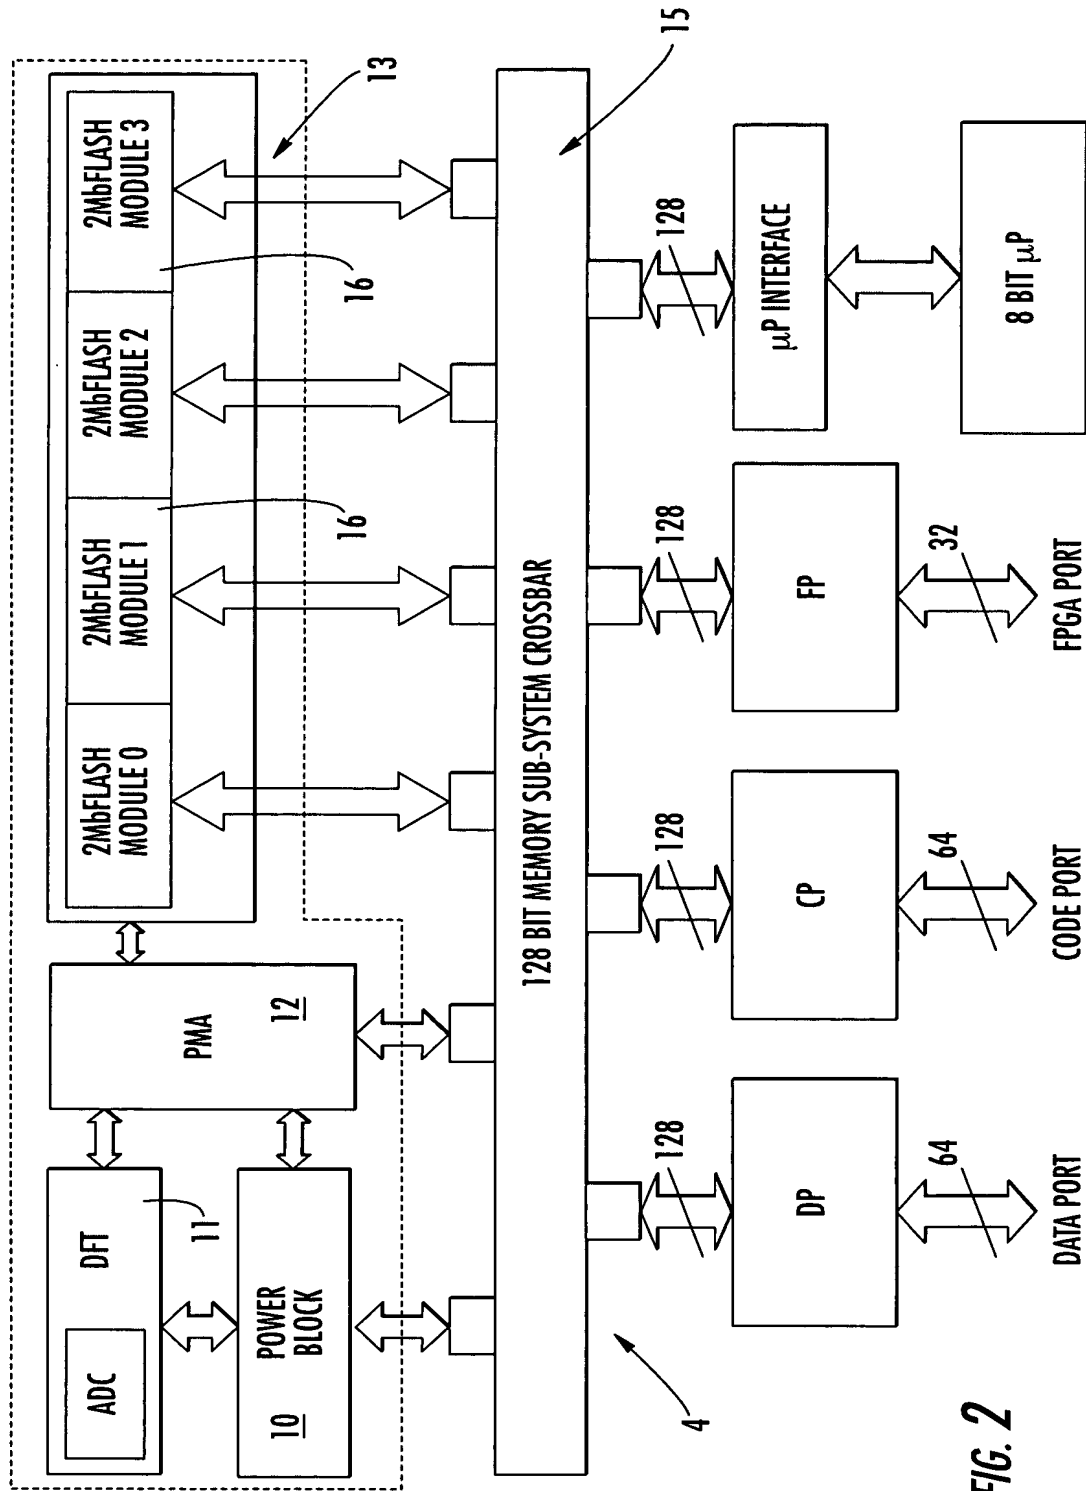 ADC
DFT
11
POWER
BLOCK
10
PMA
12
2MbFLASH
MODULE 0
2MbFLASH
MODULE 1
2MbFLASH
MODULE 2
2MbFLASH
MODULE 3
16
16
13
128 BIT MEMORY SUB-SYSTEM CROSSBAR
15
4
128
128
128
128
DP
CP
FP
μP INTERFACE
64
64
32
8 BIT μP
DATA PORT
CODE PORT
FPGA PORT
FIG. 2